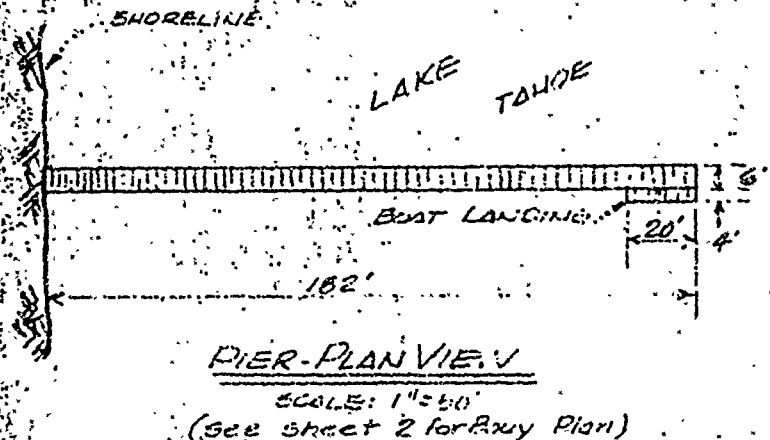 SHORELINE
LAKE TAHOE
6'
BOAT LANDING
20'
4'
182'
PIER-PLAN VIEW
SCALE: 1"=50'
(See sheet 2 for Buoy Plan)